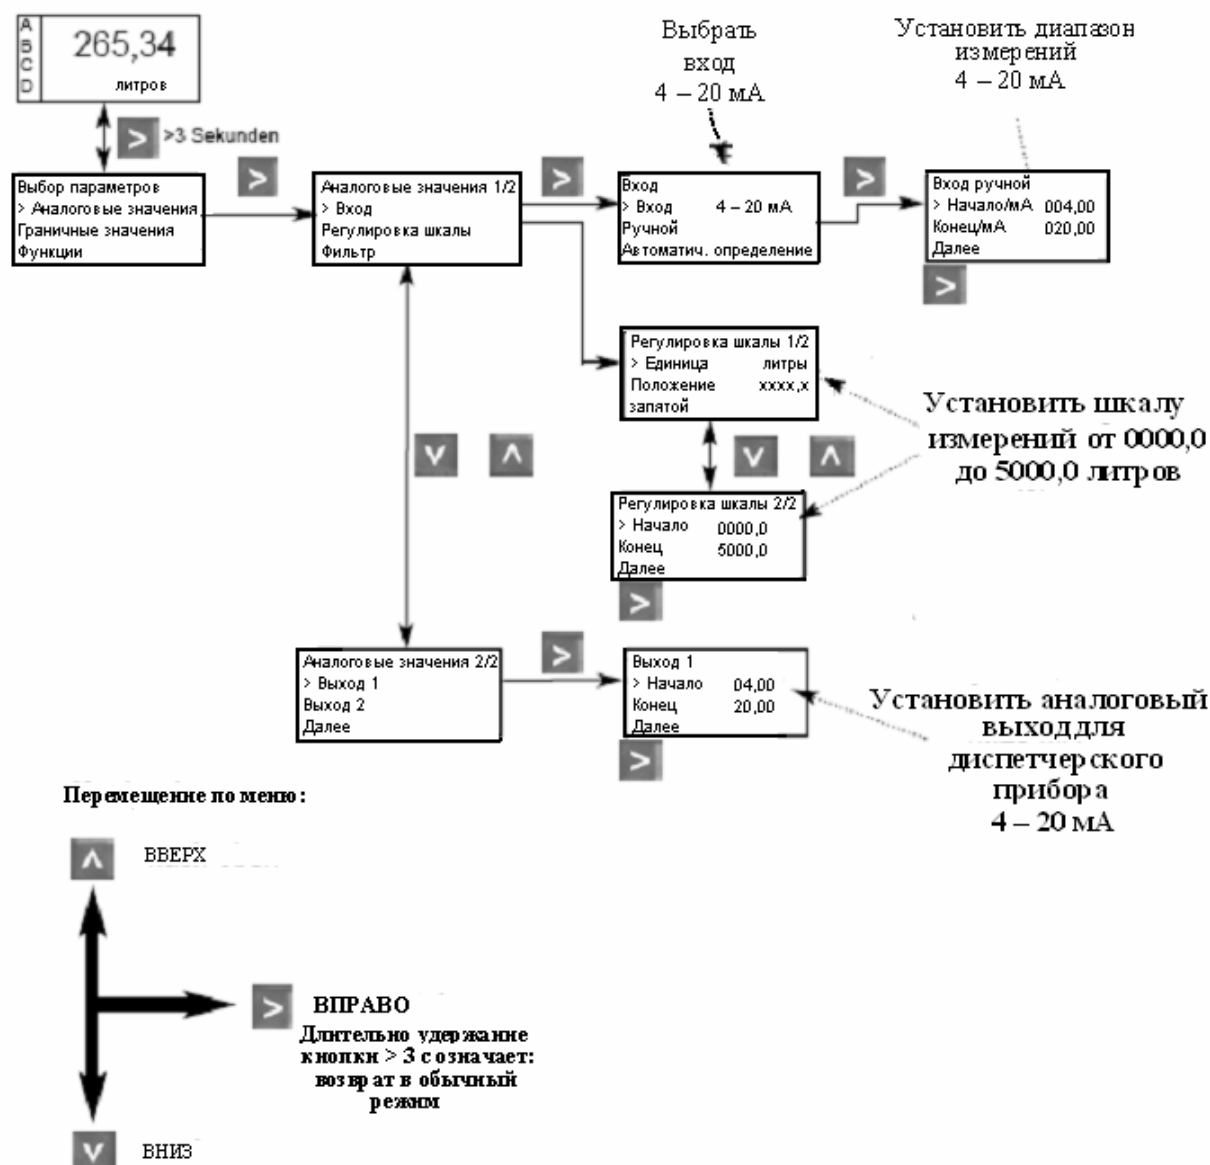 A
B
C
D
265,34
литров
>3 Sekunden
Выбрать
вход
4 – 20 мА
Установить диапазон
измерений
4 – 20 мА
Выбор параметров
> Аналоговые значения
Граничные значения
Функции
Аналоговые значения 1/2
> Вход
Регулировка шкалы
Фильтр
Вход
> Вход 4 – 20 мА
Ручной
Автоматич. определение
Вход ручной
> Начало/мА 004,00
Конец/мА 020,00
Далее
Регулировка шкалы 1/2
> Единица литры
Положение хххх,х
запятой
Установить шкалу
измерений от 0000,0
до 5000,0 литров
Регулировка шкалы 2/2
> Начало 0000,0
Конец 5000,0
Далее
Аналоговые значения 2/2
> Выход 1
Выход 2
Далее
Выход 1
> Начало 04,00
Конец 20,00
Далее
Установить аналоговый
выход для
диспетчерского
прибора
4 – 20 мА
Перемещение по меню:
ВВЕРХ
ВПРАВО
Длительно удержание
кнопки > 3 с означает:
возврат в обычный
режим
ВНИЗ